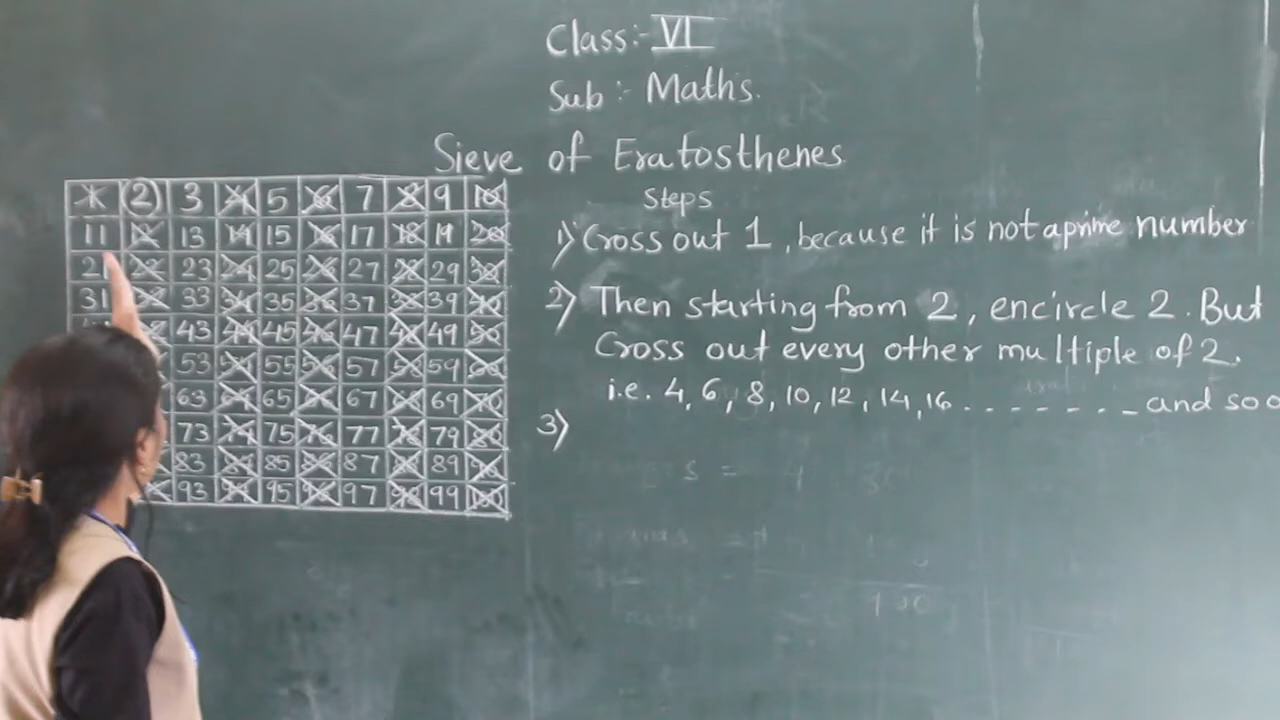 Class:- VI
Sub :- Maths.
Sieve of Eratosthenes
Steps
1 2 3 4 5 6 7 8 9 10
11 12 13 14 15 16 17 18 19 20
21 22 23 24 25 26 27 28 29 30
31 32 33 34 35 36 37 38 39 40
43 44 45 46 47 48 49 50
53 54 55 56 57 58 59 60
63 64 65 66 67 68 69 70
73 74 75 76 77 78 79 80
83 84 85 86 87 88 89 90
93 94 95 96 97 98 99 100
1) Cross out 1, because it is not a prime number
2) Then starting from 2, encircle 2. But
Cross out every other multiple of 2.
i.e. 4, 6, 8, 10, 12, 14, 16 - - - - - - - and so o
3)